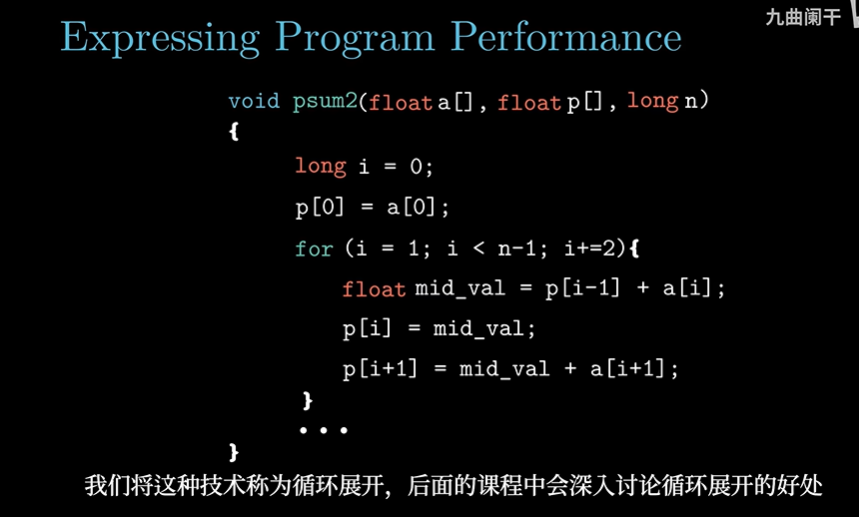 九曲阑干
Expressing Program Performance
void psum2(float a[], float p[], long n)
{
long i = 0;
p[0] = a[0];
for (i = 1; i < n-1; i+=2){
float mid_val = p[i-1] + a[i];
p[i] = mid_val;
p[i+1] = mid_val + a[i+1];
}
...
}
我们将这种技术称为循环展开，后面的课程中会深入讨论循环展开的好处